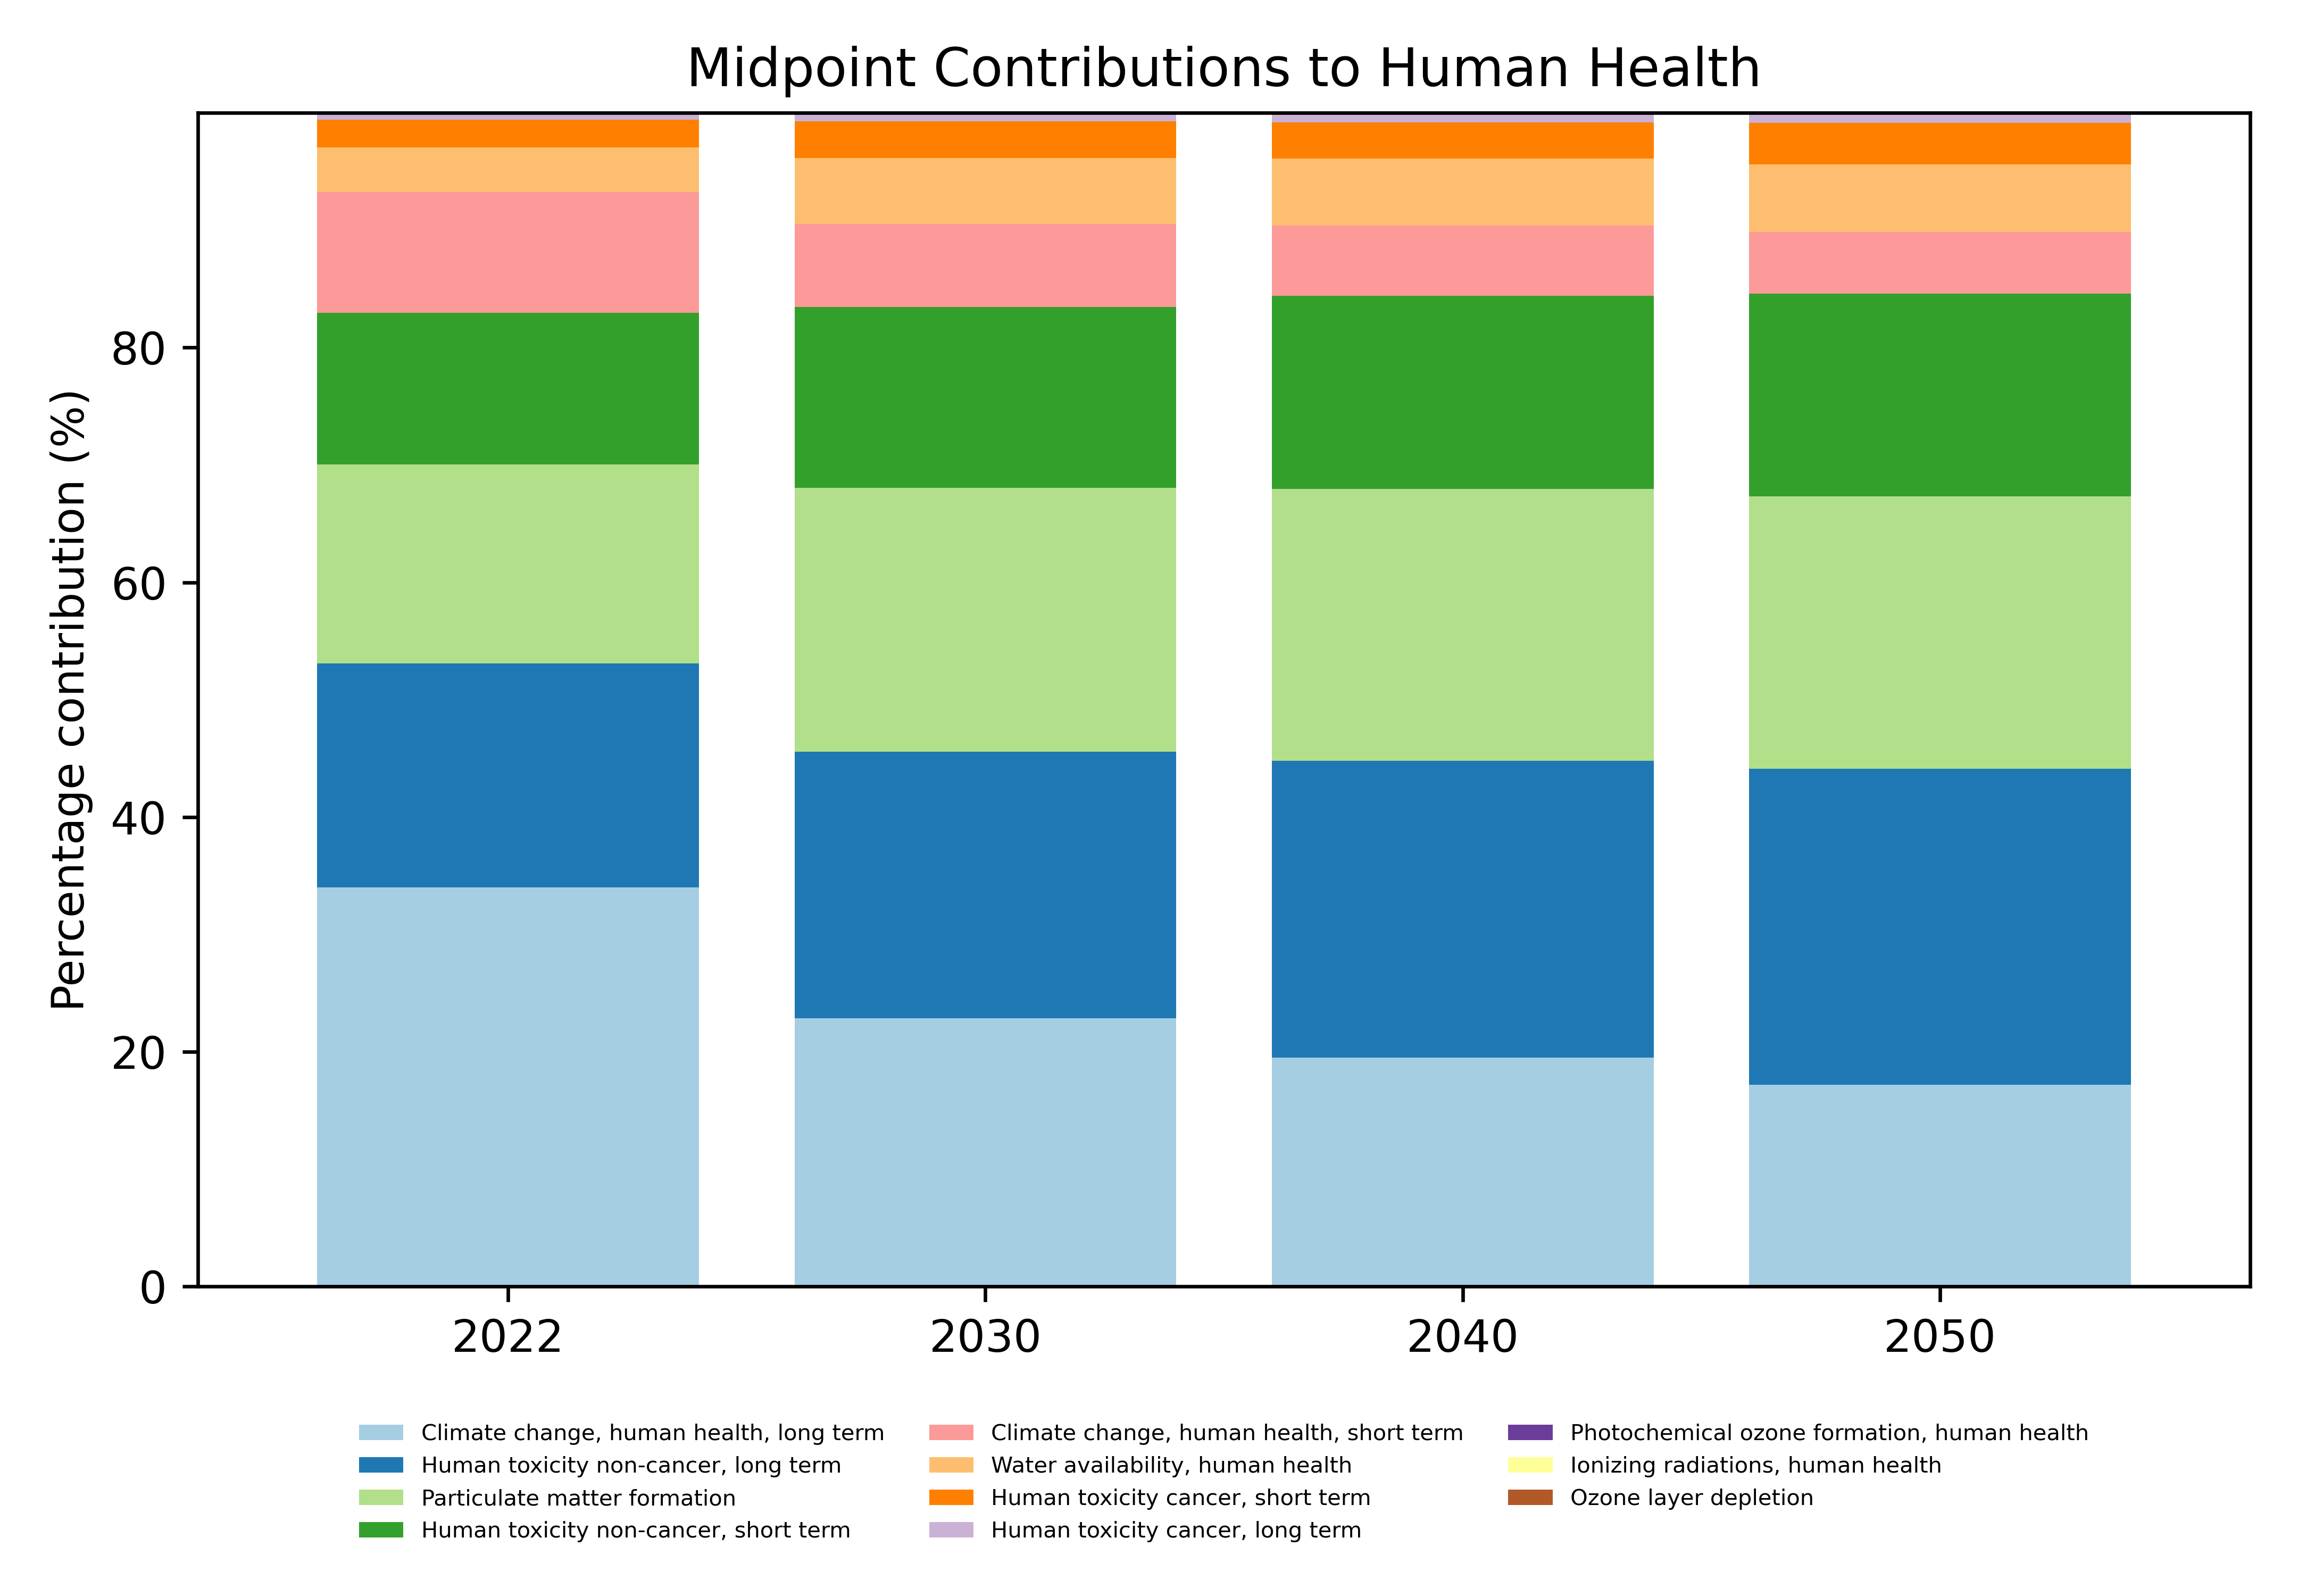 Midpoint Contributions to Human Health
Percentage contribution (%)
80
60
40
20
0
2022
2030
2040
2050
Climate change, human health, long term
Human toxicity non-cancer, long term
Particulate matter formation
Human toxicity non-cancer, short term
Climate change, human health, short term
Water availability, human health
Human toxicity cancer, short term
Human toxicity cancer, long term
Photochemical ozone formation, human health
Ionizing radiations, human health
Ozone layer depletion